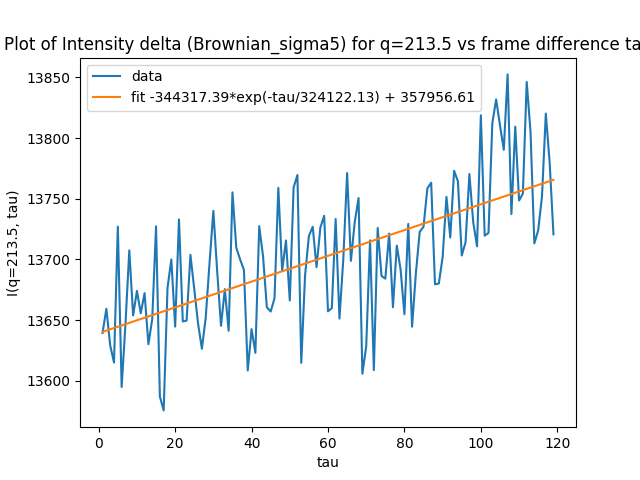 Plot of Intensity delta (Brownian_sigma5) for q=213.5 vs frame difference ta
13850
13800
13750
13700
13650
13600
I(q=213.5, tau)
data
fit -344317.39*exp(-tau/324122.13) + 357956.61
0 20 40 60 80 100 120
tau